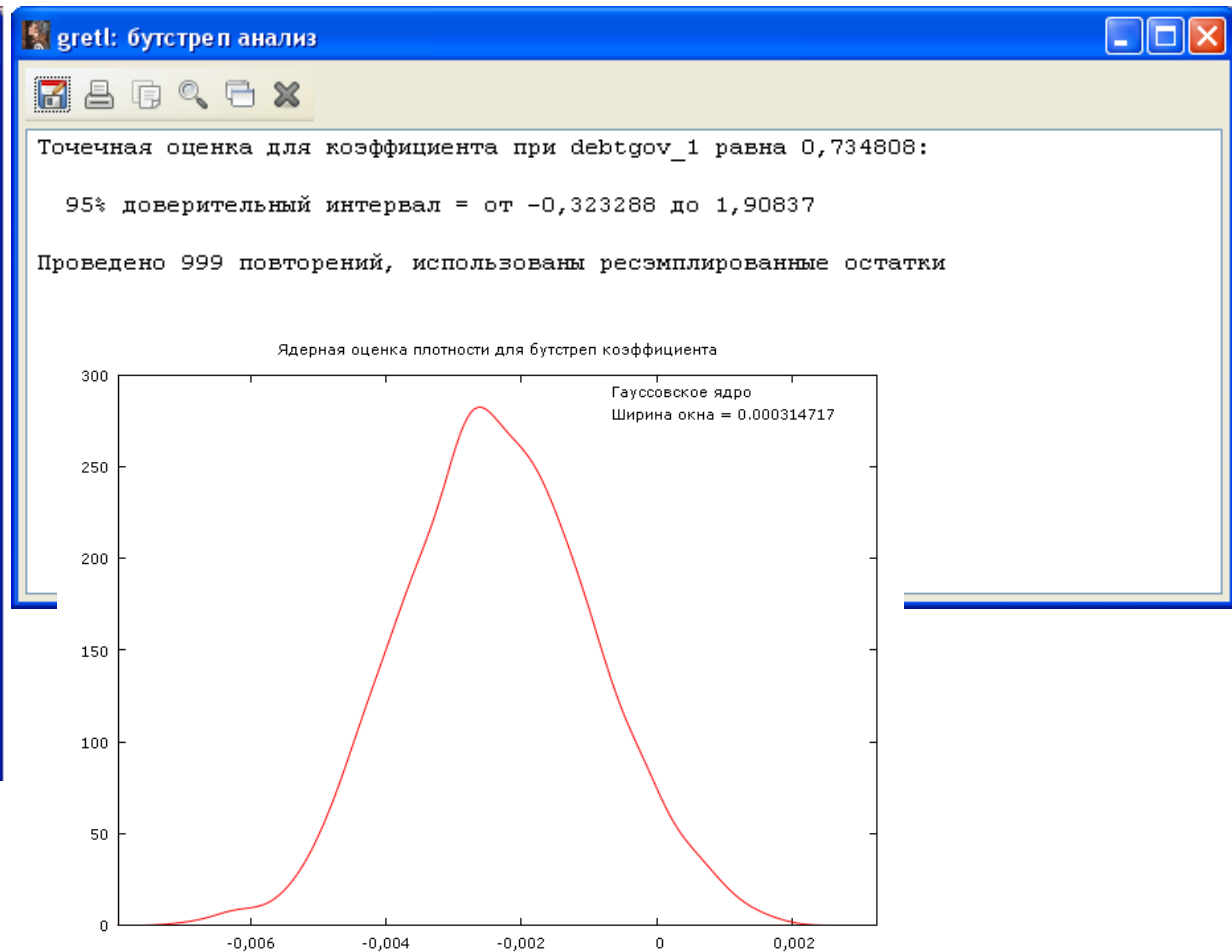 gretl: бутстреп анализ
Точечная оценка для коэффициента при debtgov_1 равна 0,734808:
95% доверительный интервал = от -0,323288 до 1,90837
Проведено 999 повторений, использованы ресэмплированные остатки
Ядерная оценка плотности для бутстреп коэффициента
Гауссовское ядро
Ширина окна = 0.000314717
300
250
200
150
100
50
0
-0,006 -0,004 -0,002 0 0,002